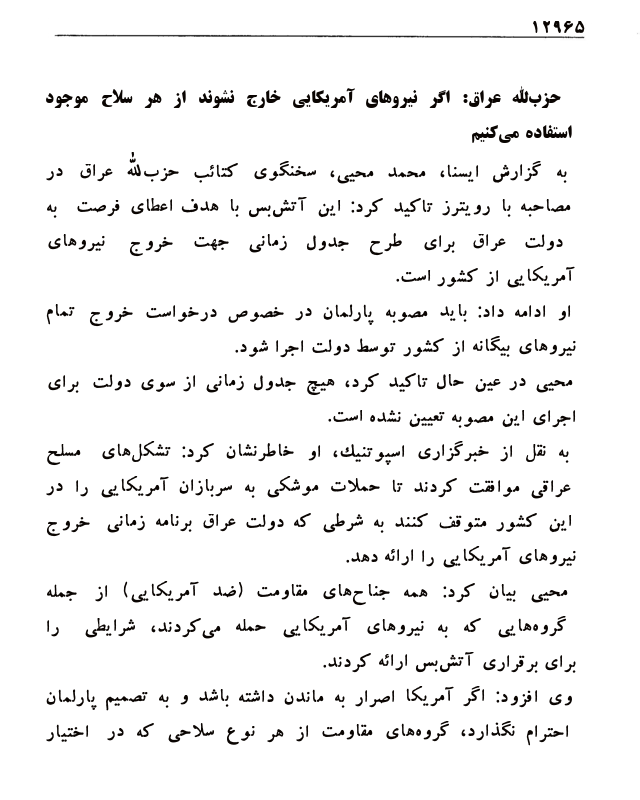 ۱۲۹۶۵
حزب‌الله عراق: اگر نیروهای آمریکایی خارج نشوند از هر سلاح موجود
استفاده می‌کنیم
به گزارش ایسنا، محمد محیی، سخنگوی کتائب حزب‌الله عراق در
مصاحبه با رویترز تاکید کرد: این آتش‌بس با هدف اعطای فرصت به
دولت عراق برای طرح جدول زمانی جهت خروج نیروهای
آمریکایی از کشور است.
او ادامه داد: باید مصوبه پارلمان در خصوص درخواست خروج تمام
نیروهای بیگانه از کشور توسط دولت اجرا شود.
محیی در عین حال تاکید کرد، هیچ جدول زمانی از سوی دولت برای
اجرای این مصوبه تعیین نشده است.
به نقل از خبرگزاری اسپوتنیك، او خاطرنشان کرد: تشکل‌های مسلح
عراقی موافقت کردند تا حملات موشکی به سربازان آمریکایی را در
این کشور متوقف کنند به شرطی که دولت عراق برنامه زمانی خروج
نیروهای آمریکایی را ارائه دهد.
محیی بیان کرد: همه جناح‌های مقاومت (ضد آمریکایی) از جمله
گروه‌هایی که به نیروهای آمریکایی حمله می‌کردند، شرایطی را
برای برقراری آتش‌بس ارائه کردند.
وی افزود: اگر آمریکا اصرار به ماندن داشته باشد و به تصمیم پارلمان
احترام نگذارد، گروه‌های مقاومت از هر نوع سلاحی که در اختیار